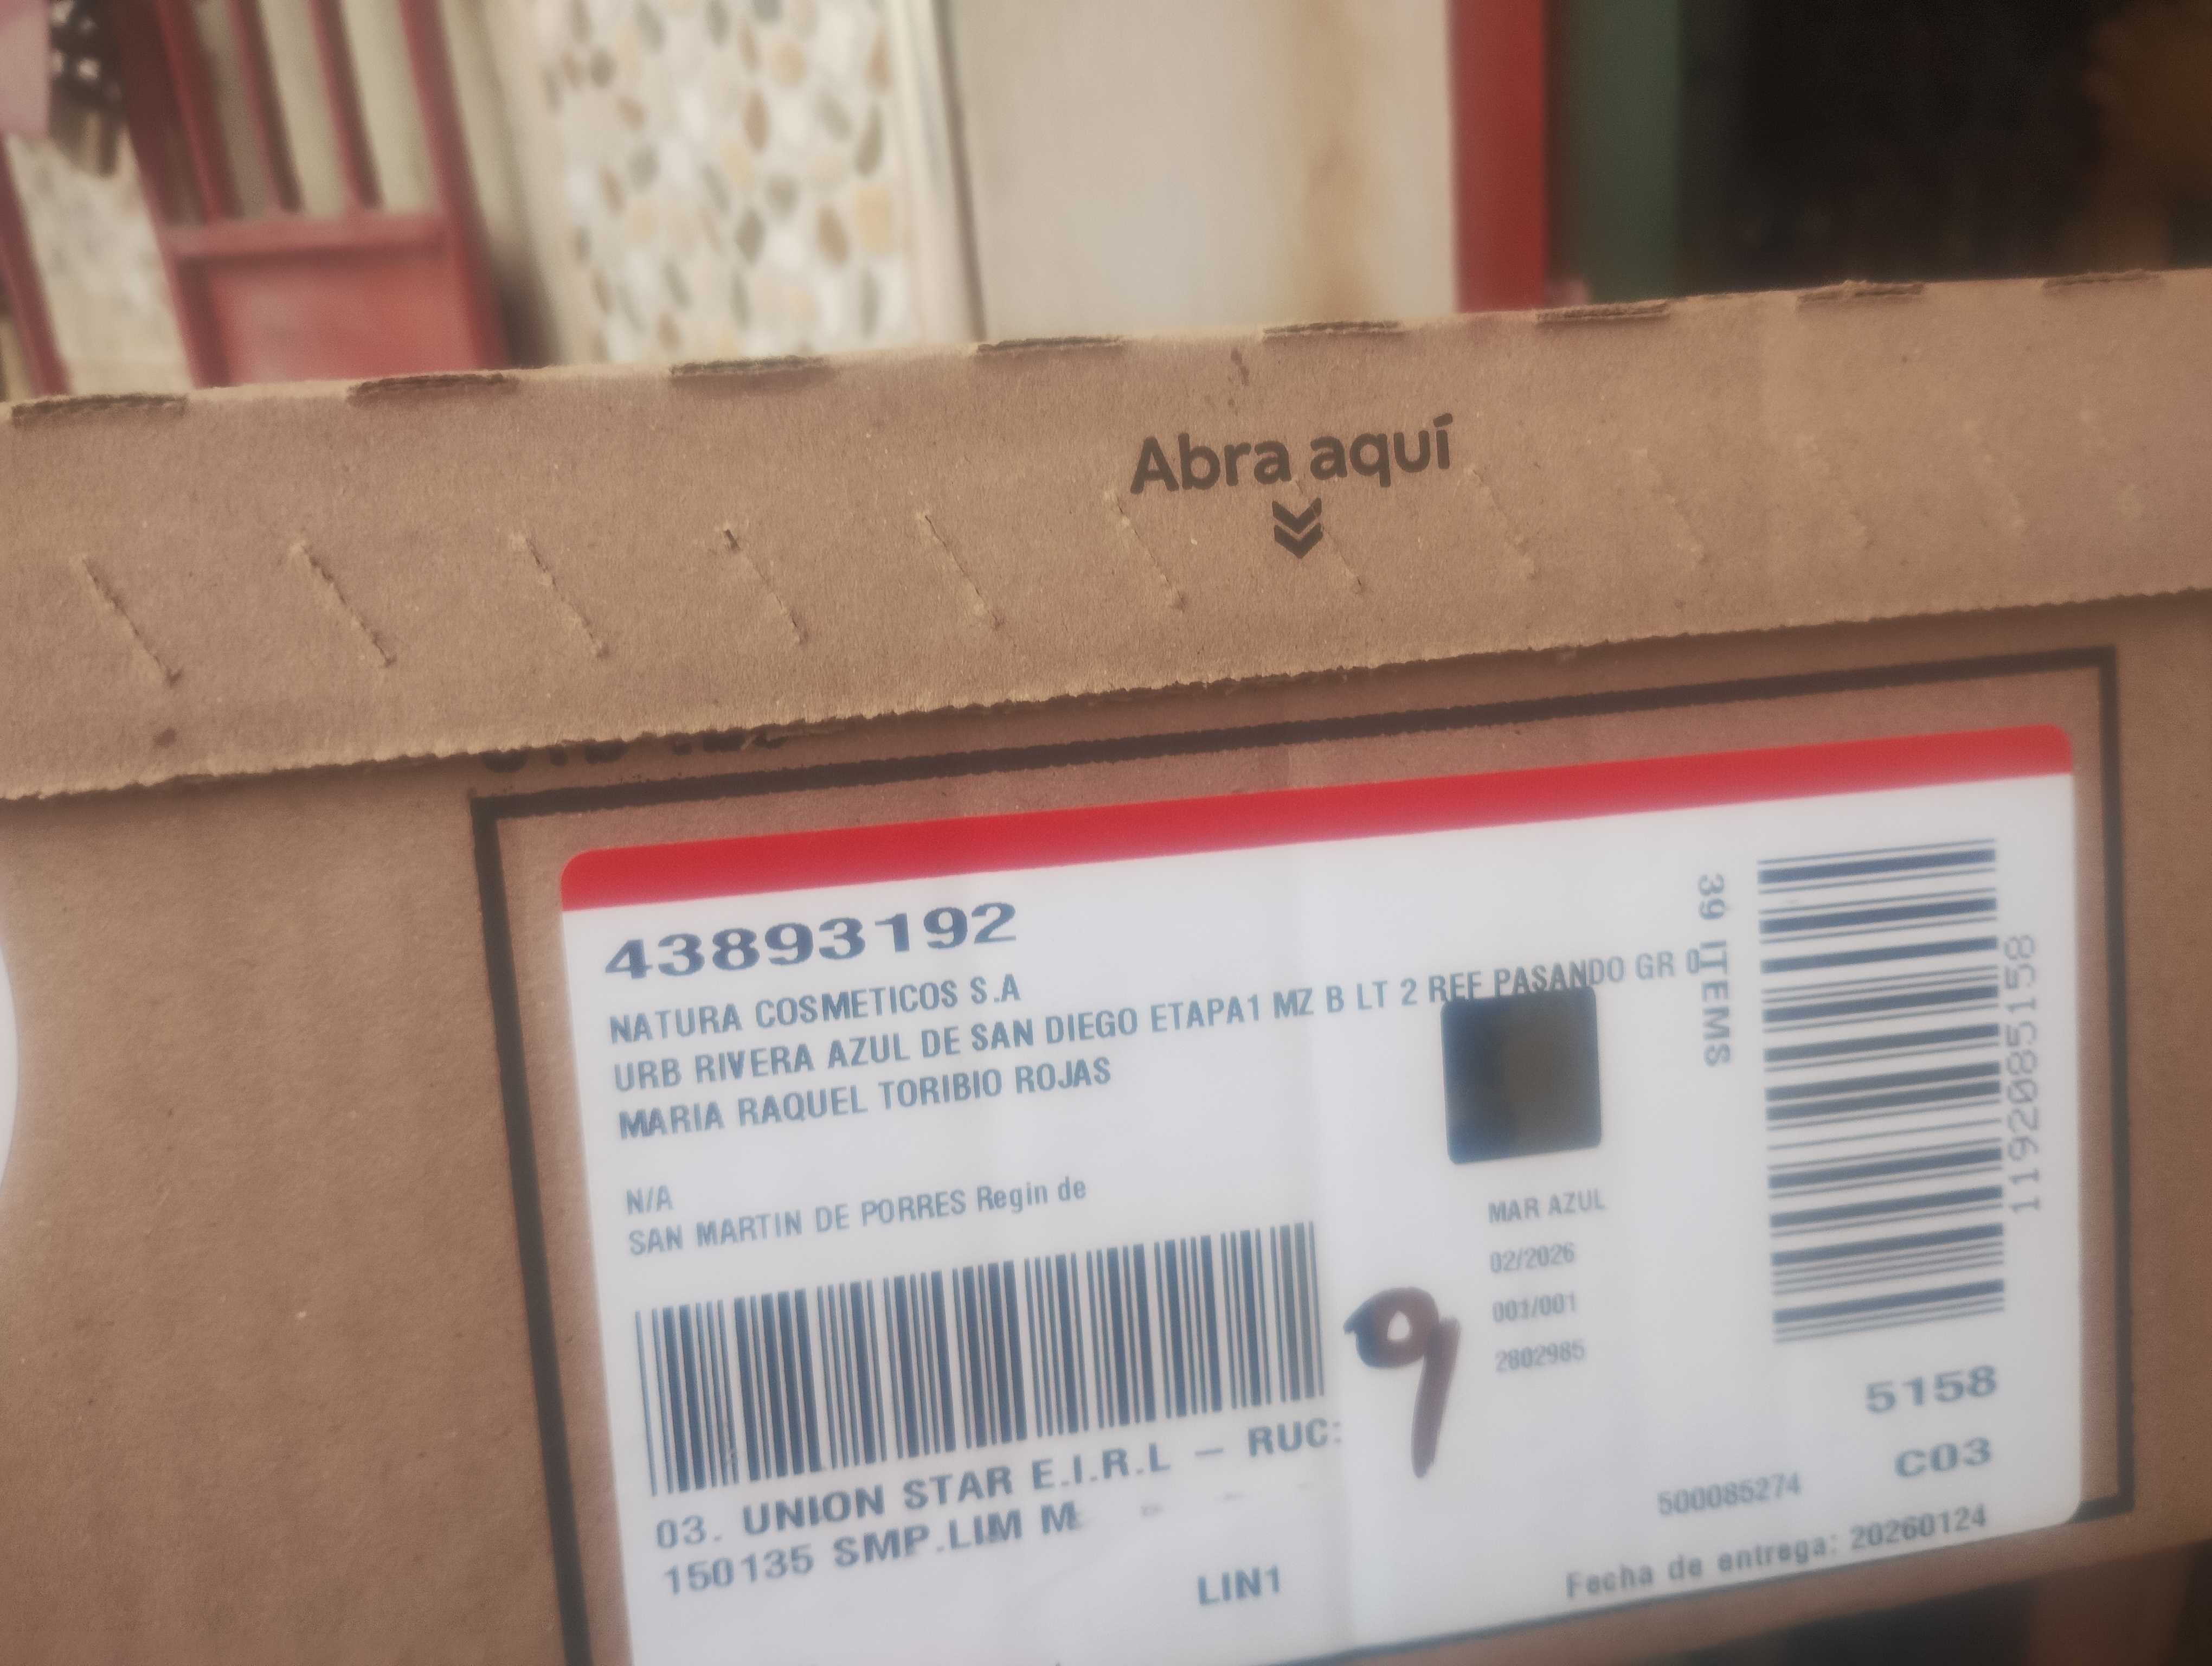 Abra aquí
43893192
NATURA COSMETICOS S.A
URB RIVERA AZUL DE SAN DIEGO ETAPA1 MZ B LT 2 REF PASANDO GR 0
MARIA RAQUEL TORIBIO ROJAS
N/A
SAN MARTIN DE PORRES Regin de
39 ITEMS
1192085158
MAR AZUL
02/2026
001/001
2802985
9
03. UNION STAR E.I.R.L – RUC:
150135 SMP.LIM M
LIN1
5158
C03
500085274
Fecha de entrega: 20260124